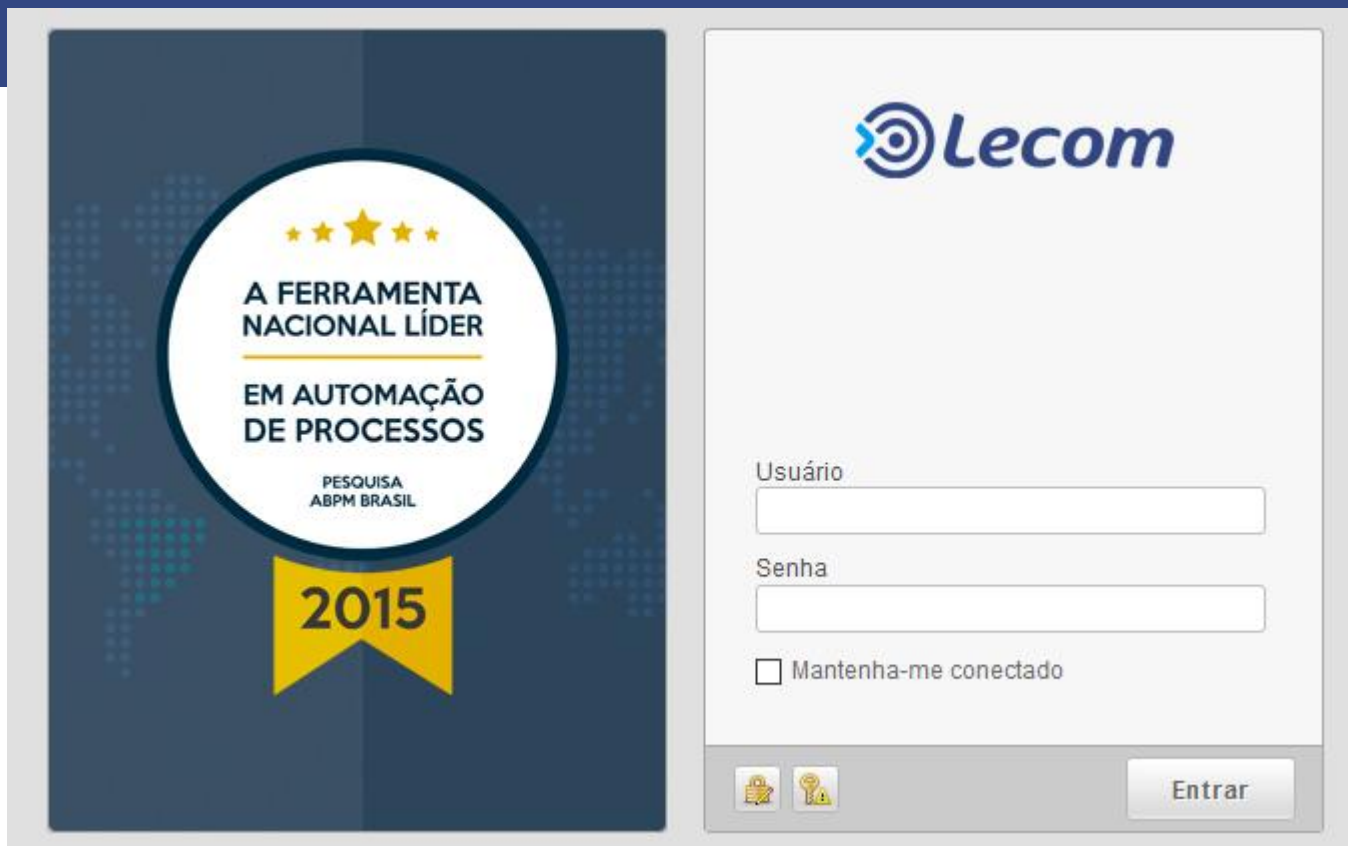 A FERRAMENTA
NACIONAL LÍDER
EM AUTOMAÇÃO
DE PROCESSOS
PESQUISA
ABPM BRASIL
2015
Lecom
Usuário
Senha
Mantenha-me conectado
Entrar